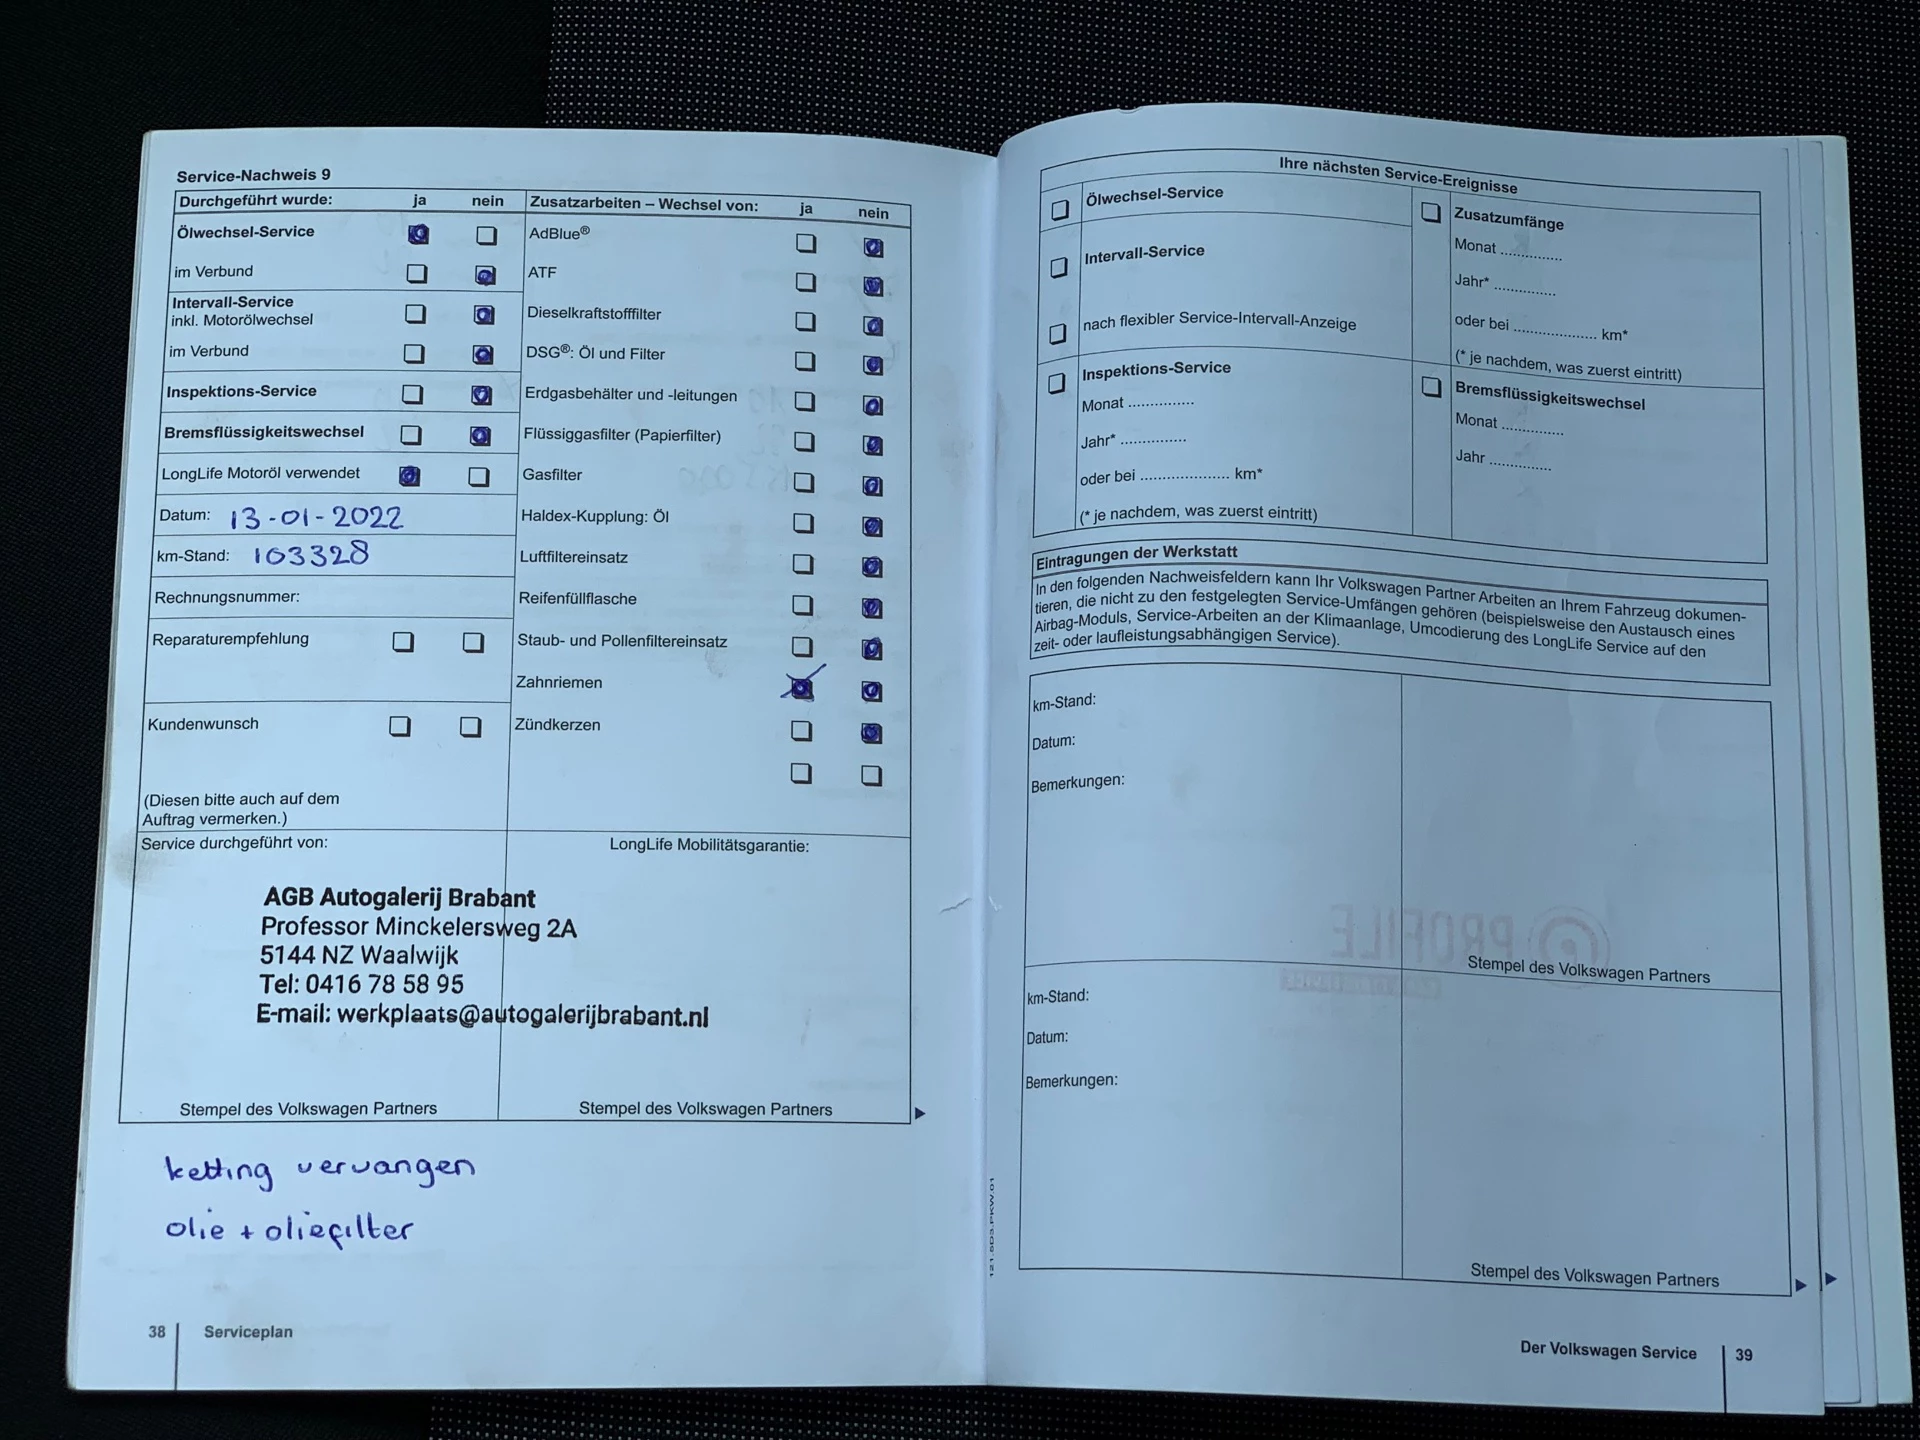 Service-Nachweis 9
Durchgeführt wurde: ja nein
Ölwechsel-Service
im Verbund
Intervall-Service
inkl. Motorölwechsel
im Verbund
Inspektions-Service
Bremsflüssigkeitswechsel
LongLife Motoröl verwendet
Datum: 13-01-2022
km-Stand: 103328
Rechnungsnummer:
Reparaturempfehlung
Kundenwunsch
(Diesen bitte auch auf dem
Auftrag vermerken.)
Zusatzarbeiten – Wechsel von: ja nein
AdBlue®
ATF
Dieselkraftstofffilter
DSG®: Öl und Filter
Erdgasbehälter und -leitungen
Flüssiggasfilter (Papierfilter)
Gasfilter
Haldex-Kupplung: Öl
Luftfiltereinsatz
Reifenfüllflasche
Staub- und Pollenfiltereinsatz
Zahnriemen
Zündkerzen
Service durchgeführt von:
LongLife Mobilitätsgarantie:
AGB Autogalerij Brabant
Professor Minckelersweg 2A
5144 NZ Waalwijk
Tel: 0416 78 58 95
E-mail: werkplaats@autogalerijbrabant.nl
Stempel des Volkswagen Partners
Stempel des Volkswagen Partners
ketting vervangen
olie + oliefilter
38 Serviceplan
121.5D3.PKW.01
Ihre nächsten Service-Ereignisse
Ölwechsel-Service
Intervall-Service
nach flexibler Service-Intervall-Anzeige
Inspektions-Service
Monat ..............
Jahr* ..............
oder bei ................... km*
(* je nachdem, was zuerst eintritt)
Zusatzumfänge
Monat .............
Jahr* .............
oder bei .................. km*
(* je nachdem, was zuerst eintritt)
Bremsflüssigkeitswechsel
Monat .............
Jahr .............
Eintragungen der Werkstatt
In den folgenden Nachweisfeldern kann Ihr Volkswagen Partner Arbeiten an Ihrem Fahrzeug dokumen-
tieren, die nicht zu den festgelegten Service-Umfängen gehören (beispielsweise den Austausch eines
Airbag-Moduls, Service-Arbeiten an der Klimaanlage, Umcodierung des LongLife Service auf den
zeit- oder laufleistungsabhängigen Service).
km-Stand:
Datum:
Bemerkungen:
Stempel des Volkswagen Partners
km-Stand:
Datum:
Bemerkungen:
Stempel des Volkswagen Partners
PROFILE
Der Volkswagen Service 39